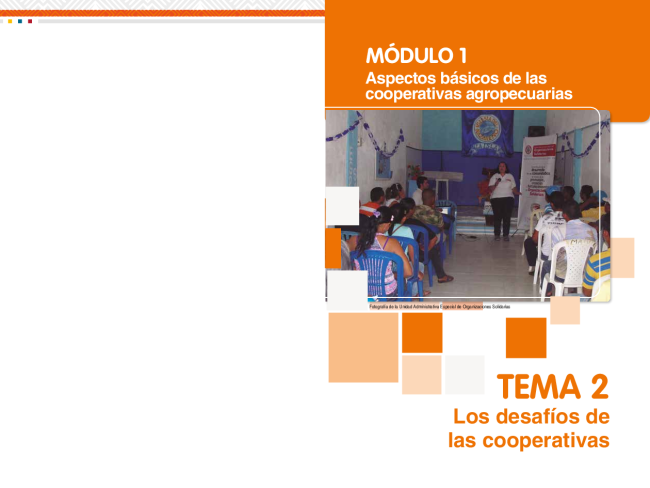 MÓDULO 1
Aspectos básicos de las
cooperativas agropecuarias
Fotografía de la Unidad Administrativa Especial de Organizaciones Solidarias
TEMA 2
Los desafíos de
las cooperativas